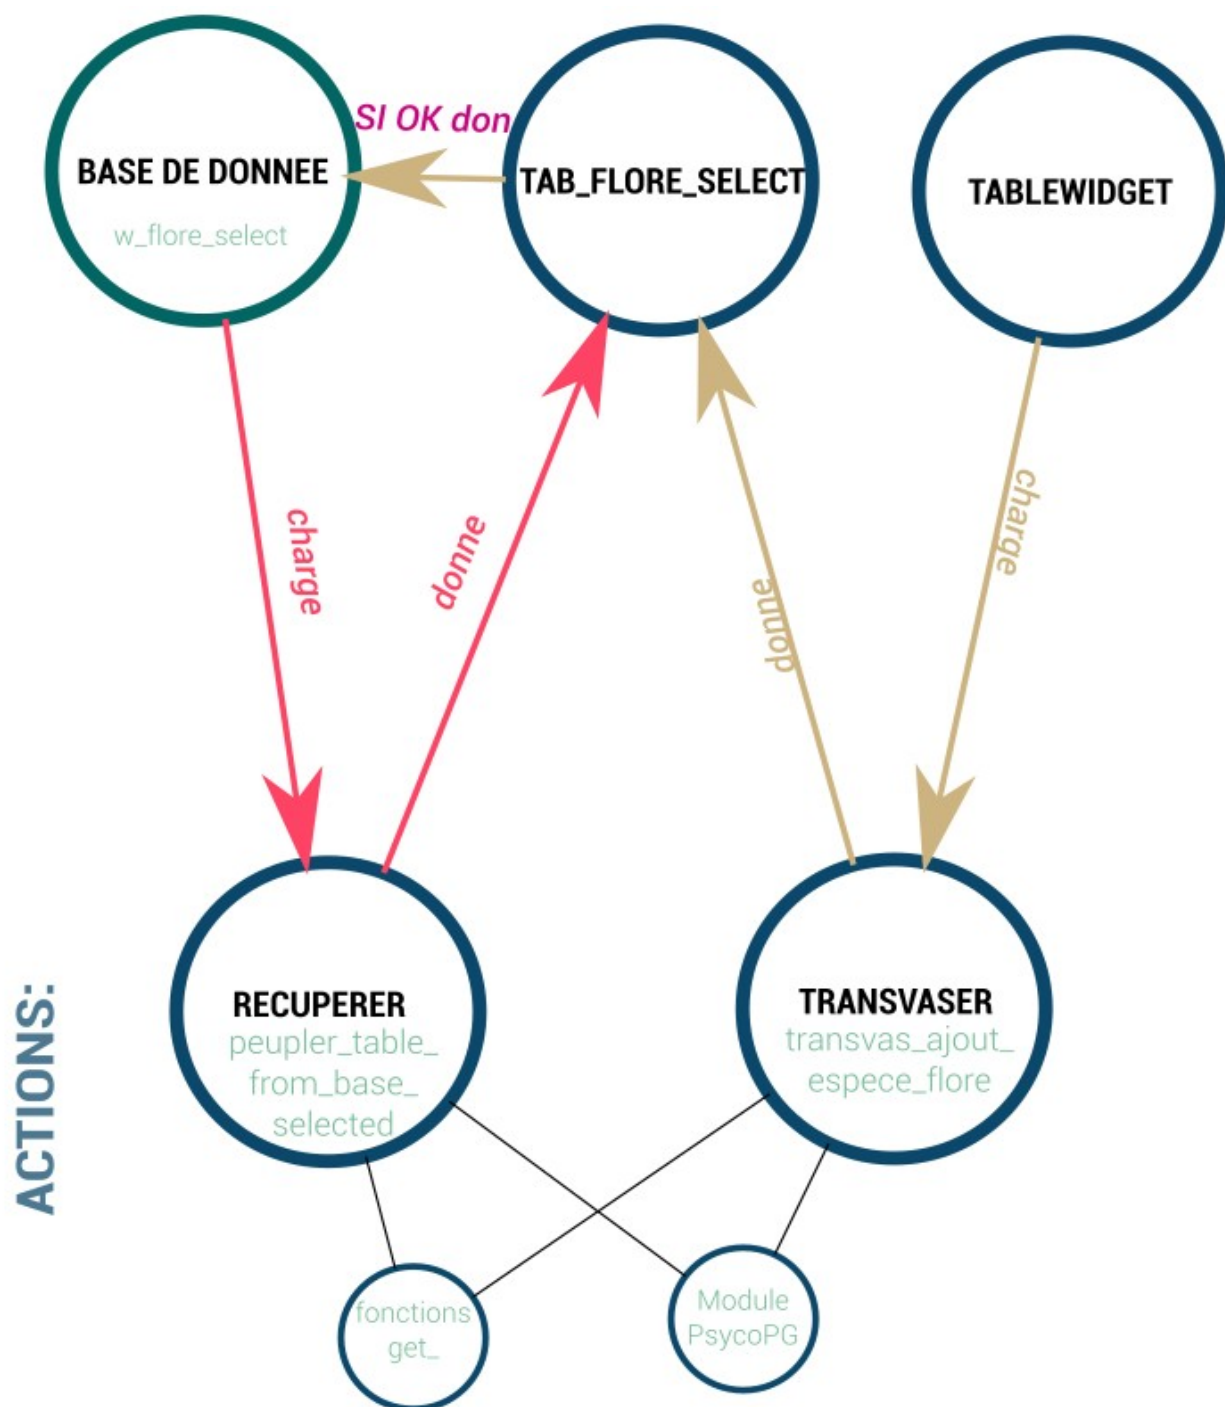 SI OK don
BASE DE DONNEE
w_flore_select
TAB_FLORE_SELECT
TABLEWIDGET
charge
donne
donne
charge
ACTIONS:
RECUPERER
peupler_table_
from_base_
selected
TRANSVASER
transvas_ajout_
espece_flore
fonctions
get_
Module
PsycoPG